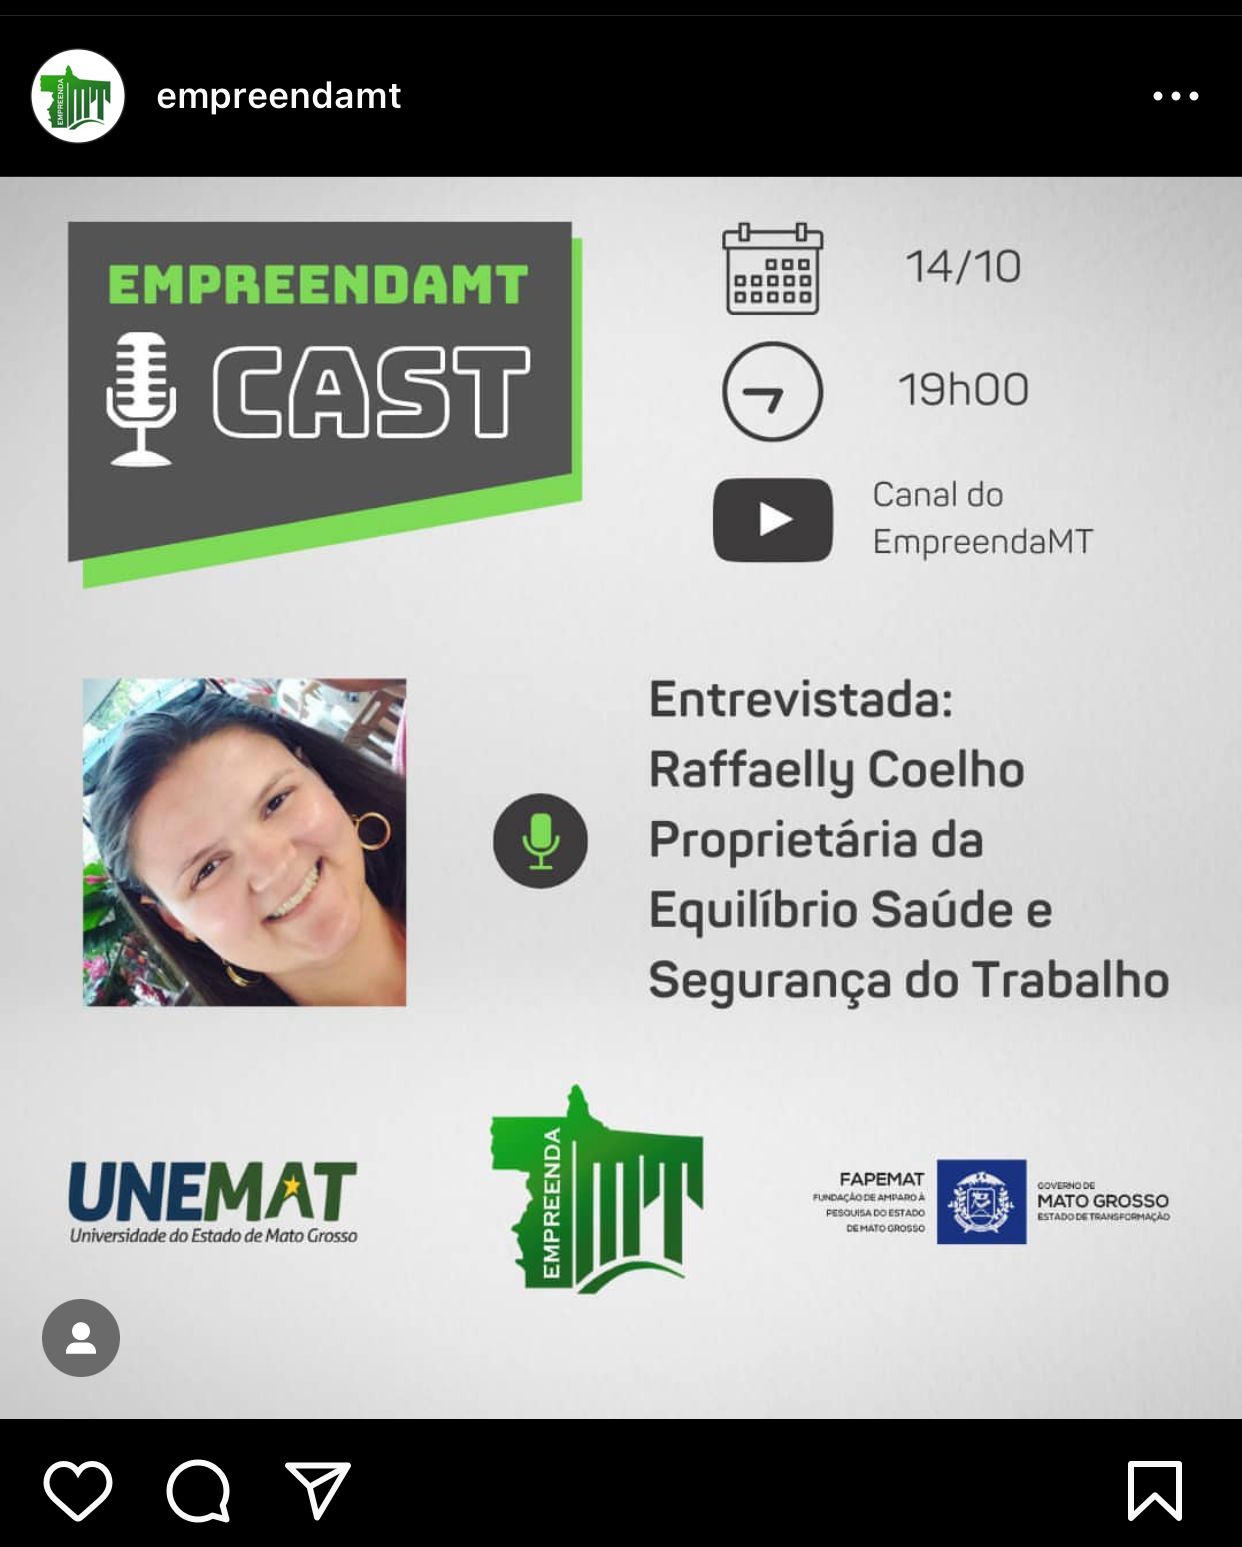 empreendamt
EMPREENDAMT
CAST
14/10
19h00
Canal do
EmpreendaMT
Entrevistada:
Raffaelly Coelho
Proprietária da
Equilíbrio Saúde e
Segurança do Trabalho
UNEMAT
Universidade do Estado de Mato Grosso
EMPREENDA
MT
FAPEMAT
FUNDAÇÃO DE AMPARO À
PESQUISA DO ESTADO
DE MATO GROSSO
GOVERNO DE
MATO GROSSO
ESTADO DE TRANSFORMAÇÃO